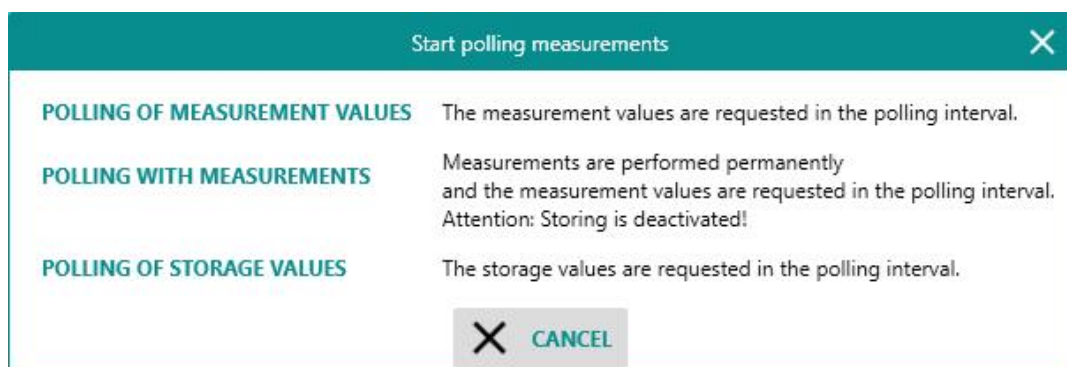 Start polling measurements
POLLING OF MEASUREMENT VALUES The measurement values are requested in the polling interval.
POLLING WITH MEASUREMENTS Measurements are performed permanently
and the measurement values are requested in the polling interval.
Attention: Storing is deactivated!
POLLING OF STORAGE VALUES The storage values are requested in the polling interval.
CANCEL